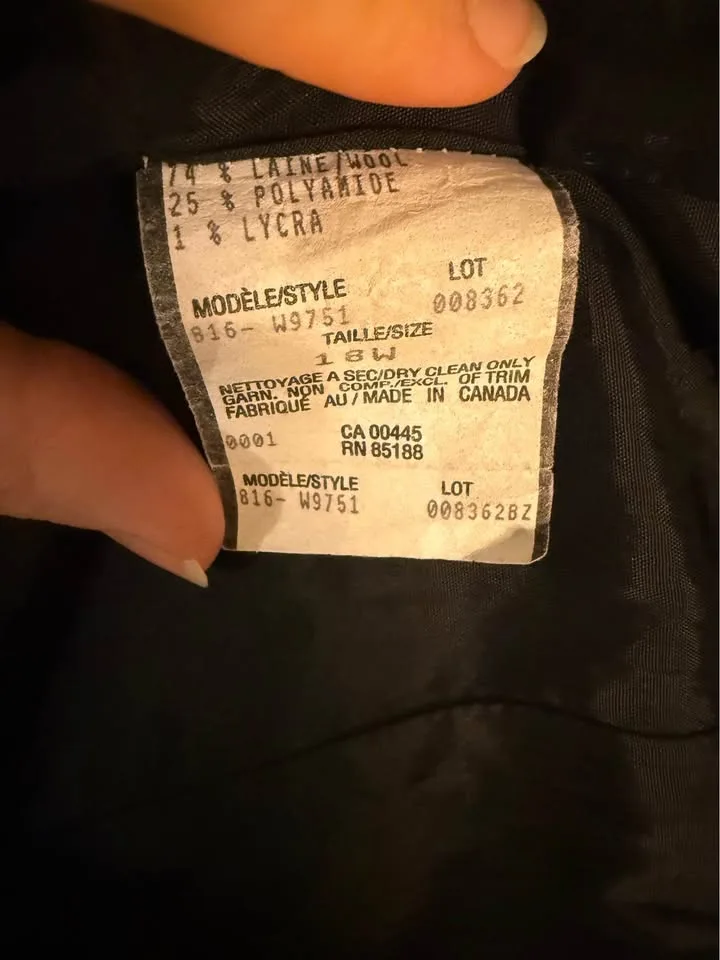 74 % LAINE/WOOL
25 % POLYAMIDE
1 % LYCRA
MODÈLE/STYLE LOT
816- W9751 008362
TAILLE/SIZE
18W
NETTOYAGE A SEC/DRY CLEAN ONLY
GARN. NON COMP./EXCL. OF TRIM
FABRIQUÉ AU/MADE IN CANADA
0001 CA 00445
RN 85188
MODÈLE/STYLE LOT
816- W9751 008362BZ